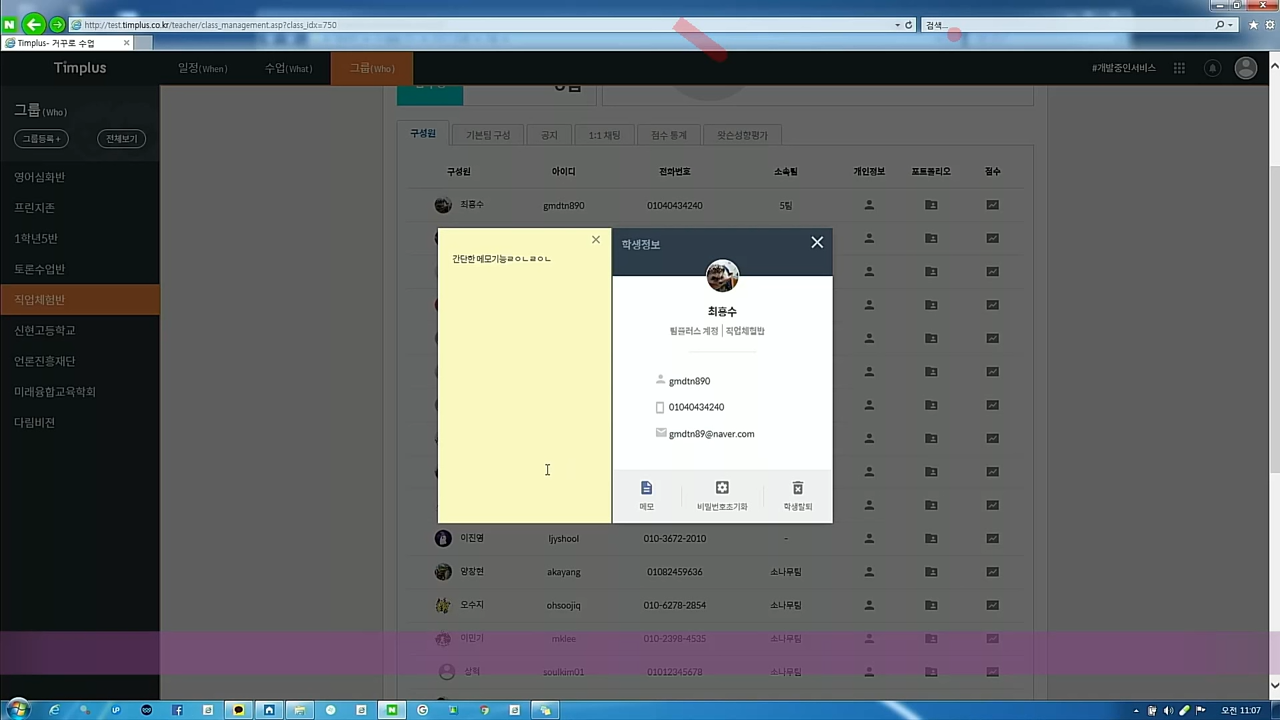 http://test.timplus.co.kr/teacher/class_management.asp?class_idx=750
검색...
Timplus- 거꾸로 수업
Timplus
일정(When)
수업(What)
그룹(Who)
#개발중인서비스
그룹(Who)
그룹등록 +
전체보기
영어심화반
프린지존
1학년5반
토론수업반
직업체험반
신현고등학교
언론진흥재단
미래융합교육학회
다림비젼
구성원
기본팀 구성
공지
1:1 채팅
점수 통계
왓슨성향평가
구성원 아이디 전화번호 소속팀 개인정보 포트폴리오 점수
최흥수 gmdtn890 01040434240 5팀
간단한 메모기능ㄹㅇㄴㄹㅇㄴ
학생정보
최흥수
팀플러스 계정 | 직업체험반
gmdtn890
01040434240
gmdtn89@naver.com
메모
비밀번호초기화
학생탈퇴
이진영 ljyshool 010-3672-2010 -
양창현 akayang 01082459636 소나무팀
오수지 ohsoojiq 010-6278-2854 소나무팀
이민기 mklee 010-2398-4535 소나무팀
상혁 soulkim01 01012345678 소나무팀
오전 11:07